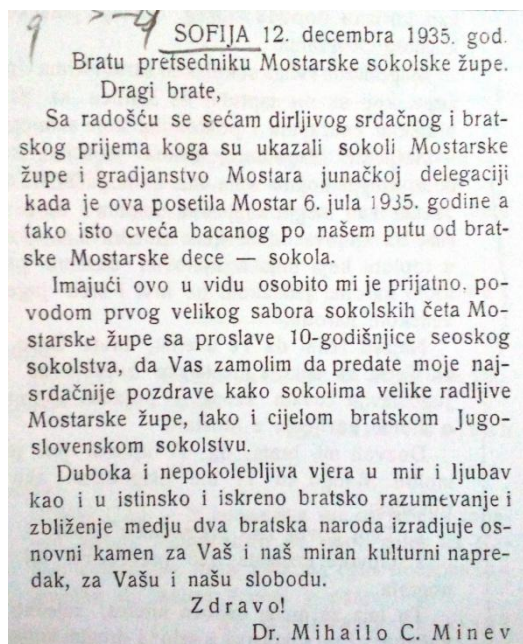 9
SOFIJA 12. decembra 1935. god.
Bratu pretsedniku Mostarske sokolske župe.
Dragi brate,
Sa radošću se sećam dirljivog srdačnog i brat-
skog prijema koga su ukazali sokoli Mostarske
župe i gradjanstvo Mostara junačkoj delegaciji
kada je ova posetila Mostar 6. jula 1935. godine a
tako isto cveća bacanog po našem putu od brat-
ske Mostarske dece — sokola.
Imajući ovo u vidu osobito mi je prijatno, po-
vodom prvog velikog sabora sokolskih četa Mo-
starske župe sa proslave 10-godišnjice seoskog
sokolstva, da Vas zamolim da predate moje naj-
srdačnije pozdrave kako sokolima velike radljive
Mostarske župe, tako i cijelom bratskom Jugo-
slovenskom sokolstvu.
Duboka i nepokolebljiva vjera u mir i ljubav
kao i u istinsko i iskreno bratsko razumevanje i
zbliženje medju dva bratska naroda izradjuje os-
novni kamen za Vaš i naš miran kulturni napre-
dak, za Vašu i našu slobodu.
Zdravo!
Dr. Mihailo C. Minev